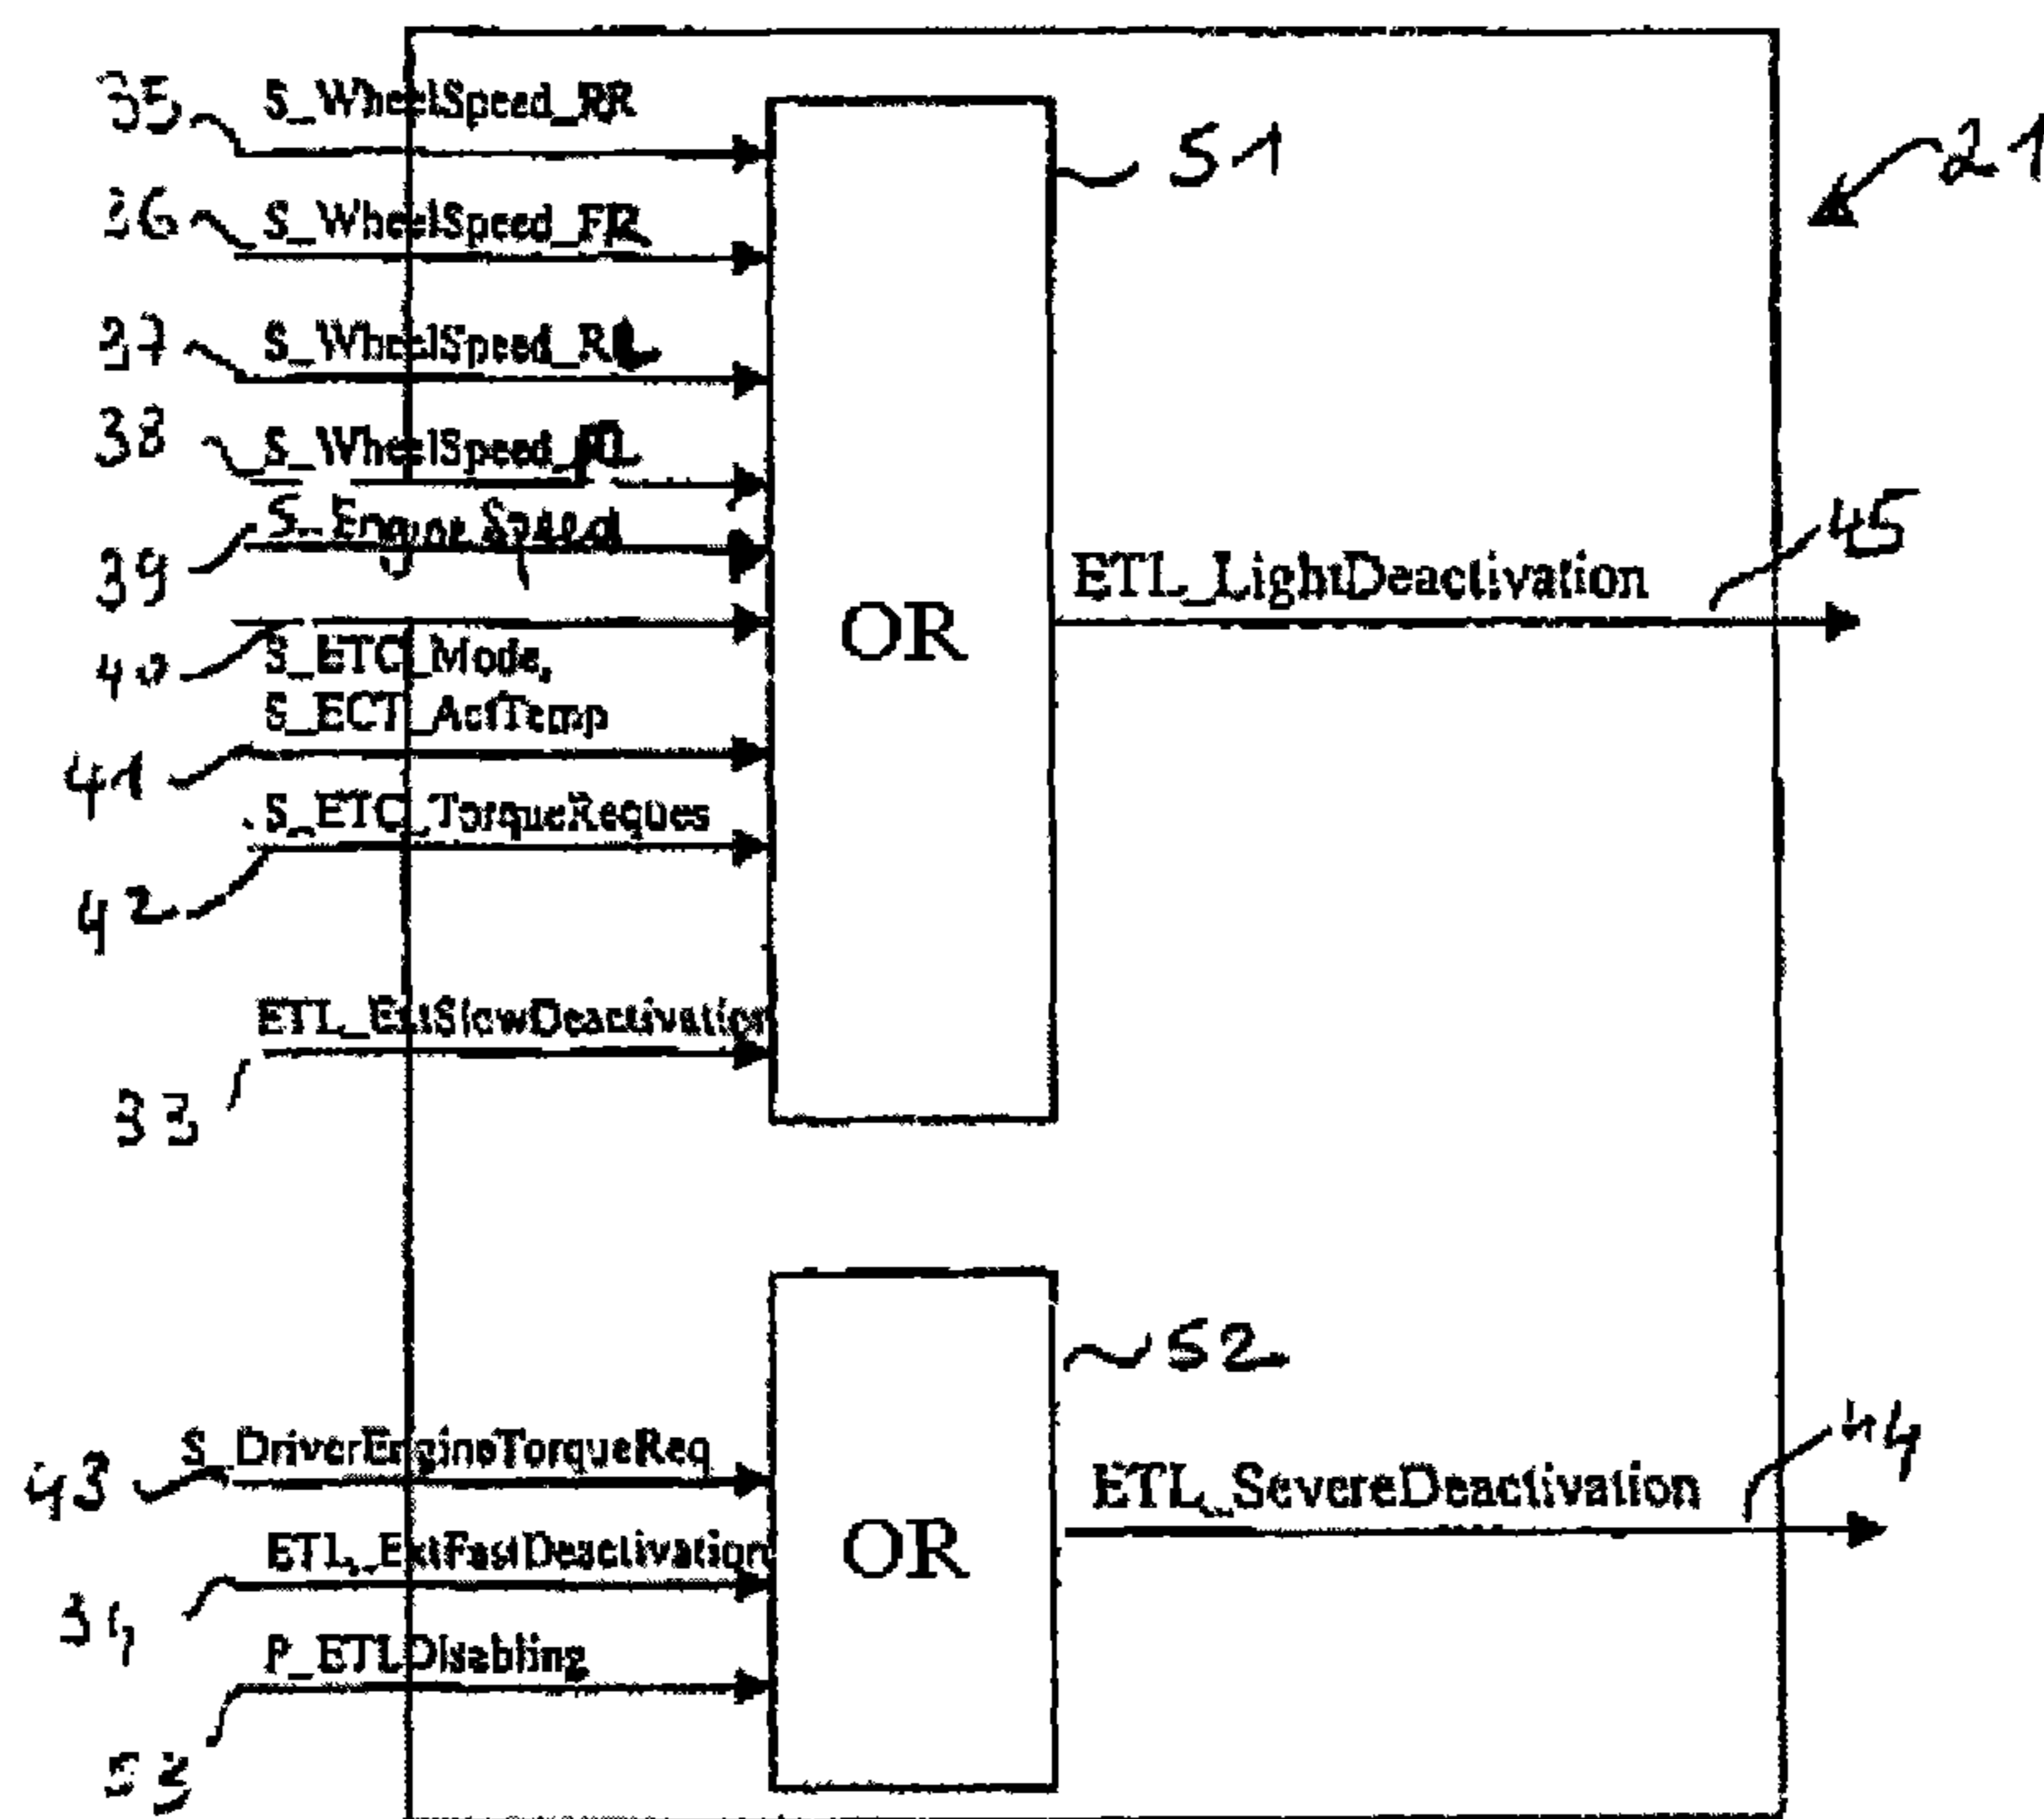 35 S_WheelSpeed_RR
51
21
36 S_WheelSpeed_FR
37 S_WheelSpeed_RL
38 S_WheelSpeed_FL
39 S_Engine Speed
ETL_LightDeactivation 45
OR
40 S_ETC_Mode,
S_ECT_ActTemp
41
S_ETC_TorqueReques
42
ETL_ExtSlowDeactivation
33
52
43 S_DriverEngineTorqueReq
44
ETL_SevereDeactivation
OR
ETL_ExtFastDeactivation
34
P_ETLDisabling
53